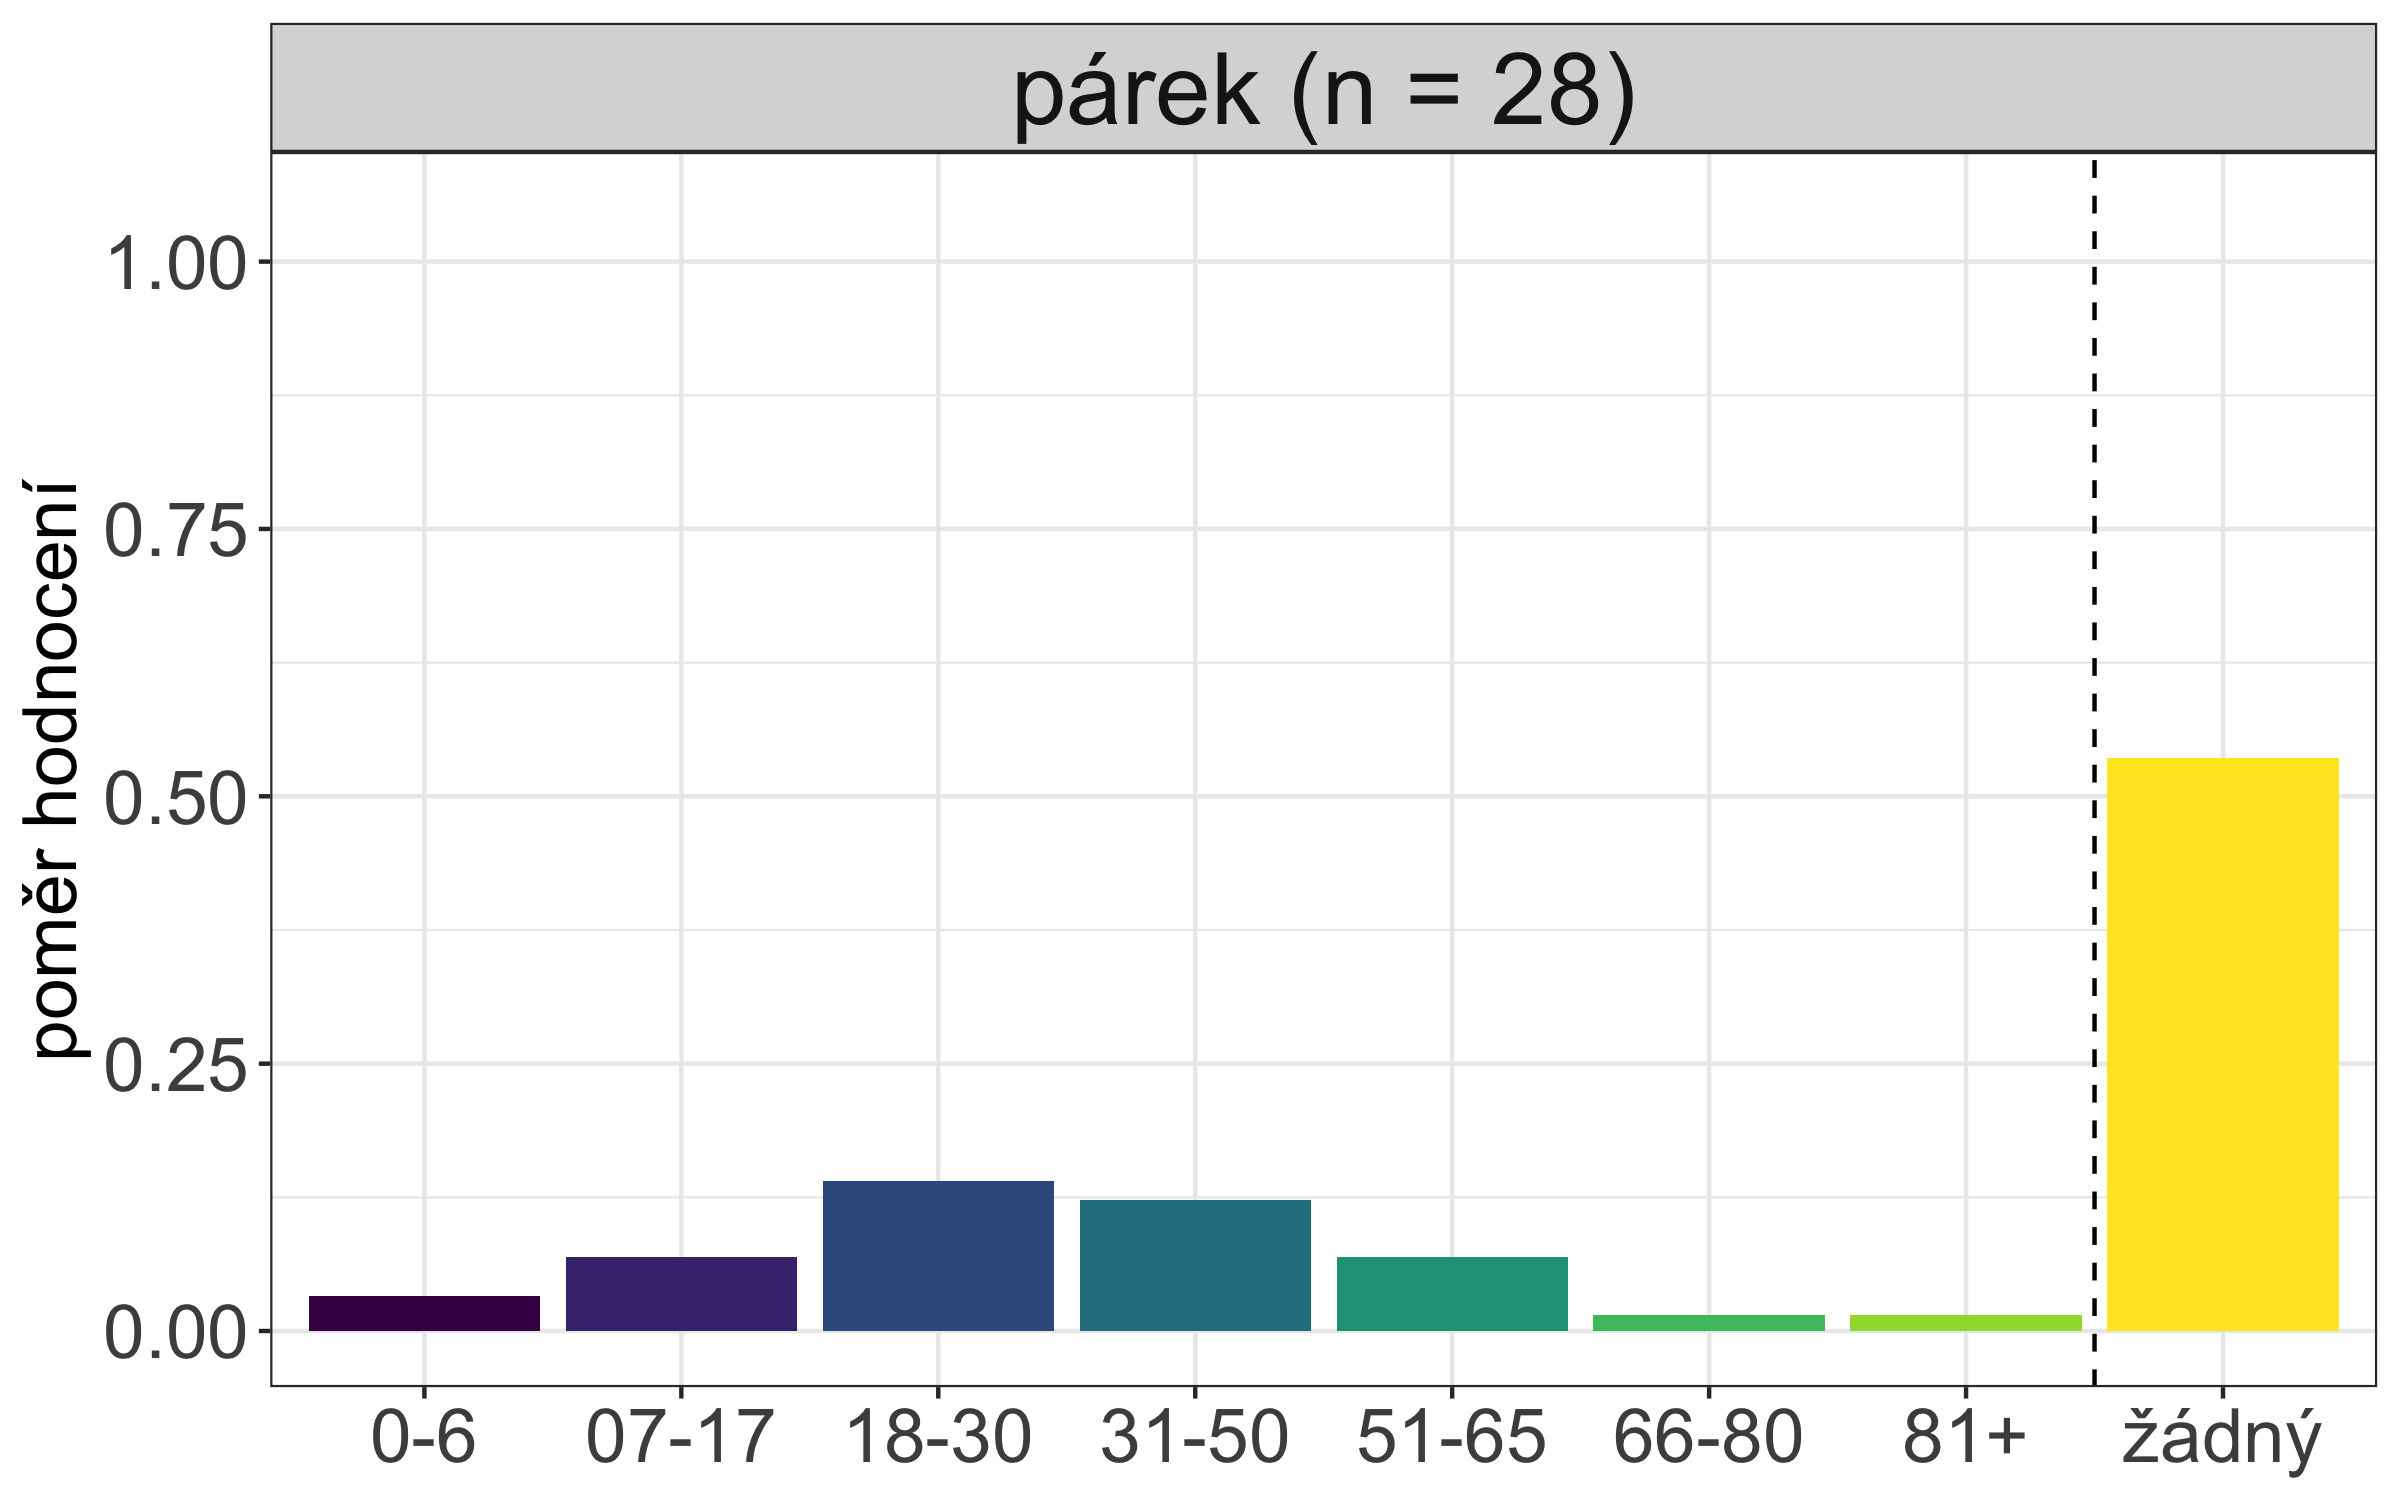 párek (n = 28)
poměr hodnocení
1.00
0.75
0.50
0.25
0.00
0-6 07-17 18-30 31-50 51-65 66-80 81+ žádný